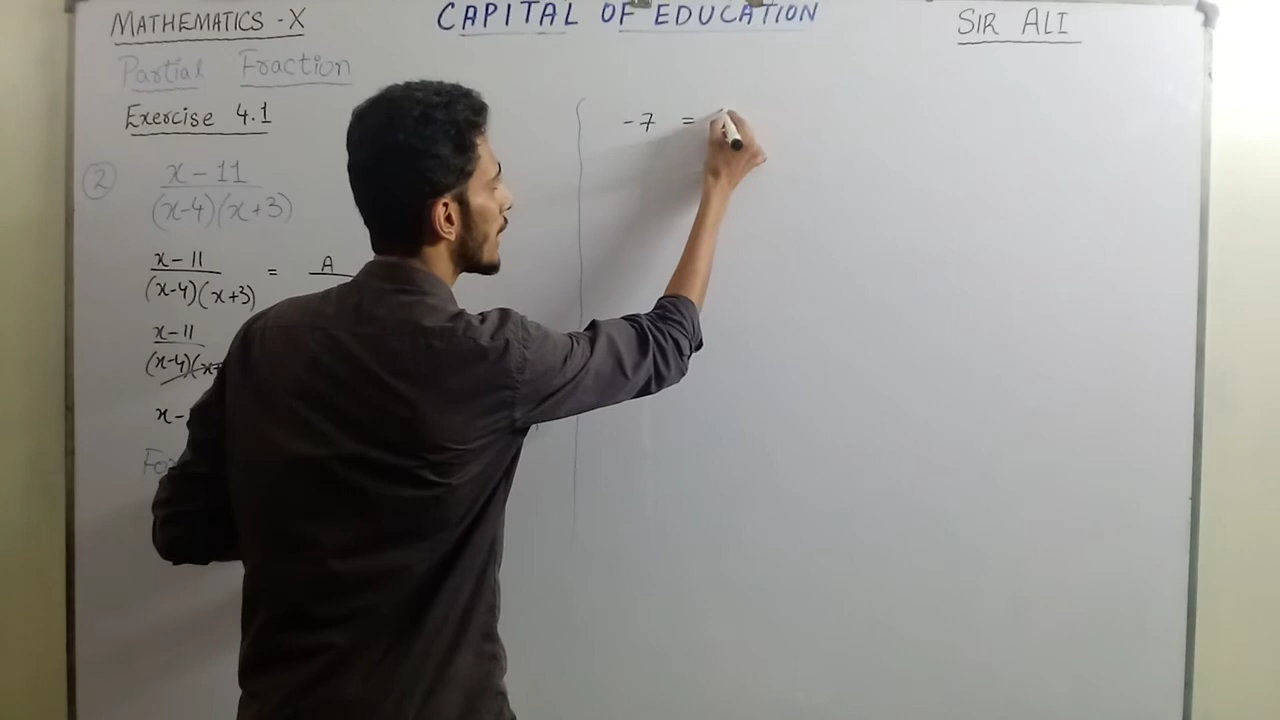 MATHEMATICS -X
CAPITAL OF EDUCATION
SIR ALI
Partial Fraction
Exercise 4.1
2
x - 11
(x-4)(x+3)
x - 11
(x-4)(x+3)
= A
x - 11
(x-4)(x+
x -
-7 =